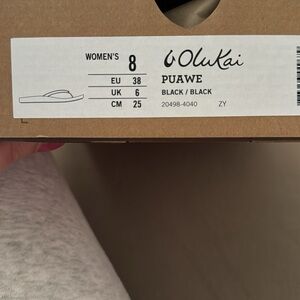 WOMEN'S 8 OluKai
EU 38 PUAWE
UK 6 BLACK / BLACK
CM 25 20498-4040 ZY